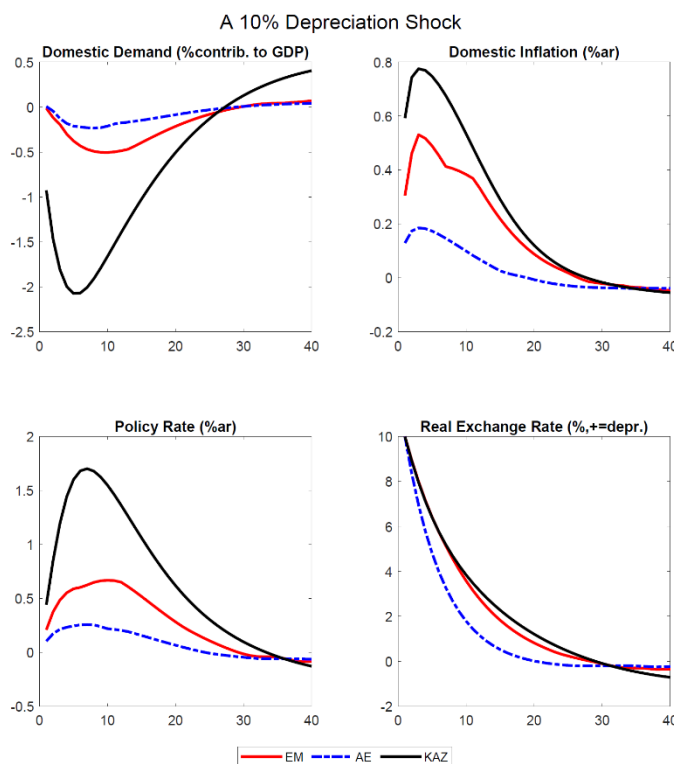 A 10% Depreciation Shock
Domestic Demand (%contrib. to GDP)
0.5
0
-0.5
-1
-1.5
-2
-2.5
0 10 20 30 40
Domestic Inflation (%ar)
0.8
0.6
0.4
0.2
0
-0.2
0 10 20 30 40
Policy Rate (%ar)
2
1.5
1
0.5
0
-0.5
0 10 20 30 40
Real Exchange Rate (%,+=depr.)
10
8
6
4
2
0
-2
0 10 20 30 40
EM AE KAZ